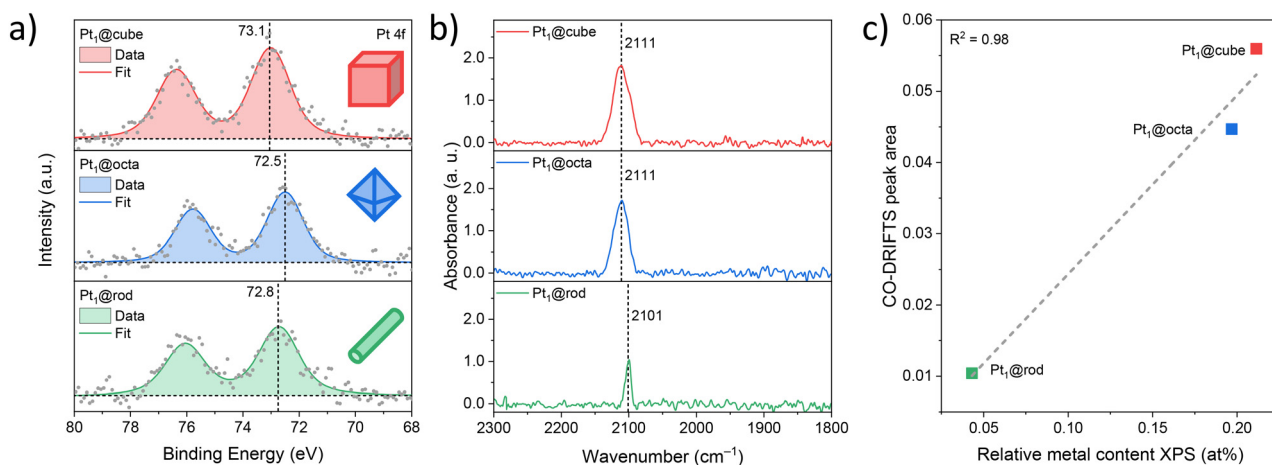 a)
Pt₁@cube
Data
Fit
73.1
Pt 4f
Pt₁@octa
Data
Fit
72.5
Pt₁@rod
Data
Fit
72.8
Intensity (a.u.)
80 78 76 74 72 70 68
Binding Energy (eV)
b)
Pt₁@cube
2111
2.0
1.0
0.0
Pt₁@octa
2111
2.0
1.0
0.0
Pt₁@rod
2101
2.0
1.0
0.0
Absorbance (a. u.)
2300 2200 2100 2000 1900 1800
Wavenumber (cm⁻¹)
c)
R² = 0.98
Pt₁@cube
Pt₁@octa
Pt₁@rod
0.06
0.05
0.04
0.03
0.02
0.01
CO-DRIFTS peak area
0.05 0.10 0.15 0.20
Relative metal content XPS (at%)